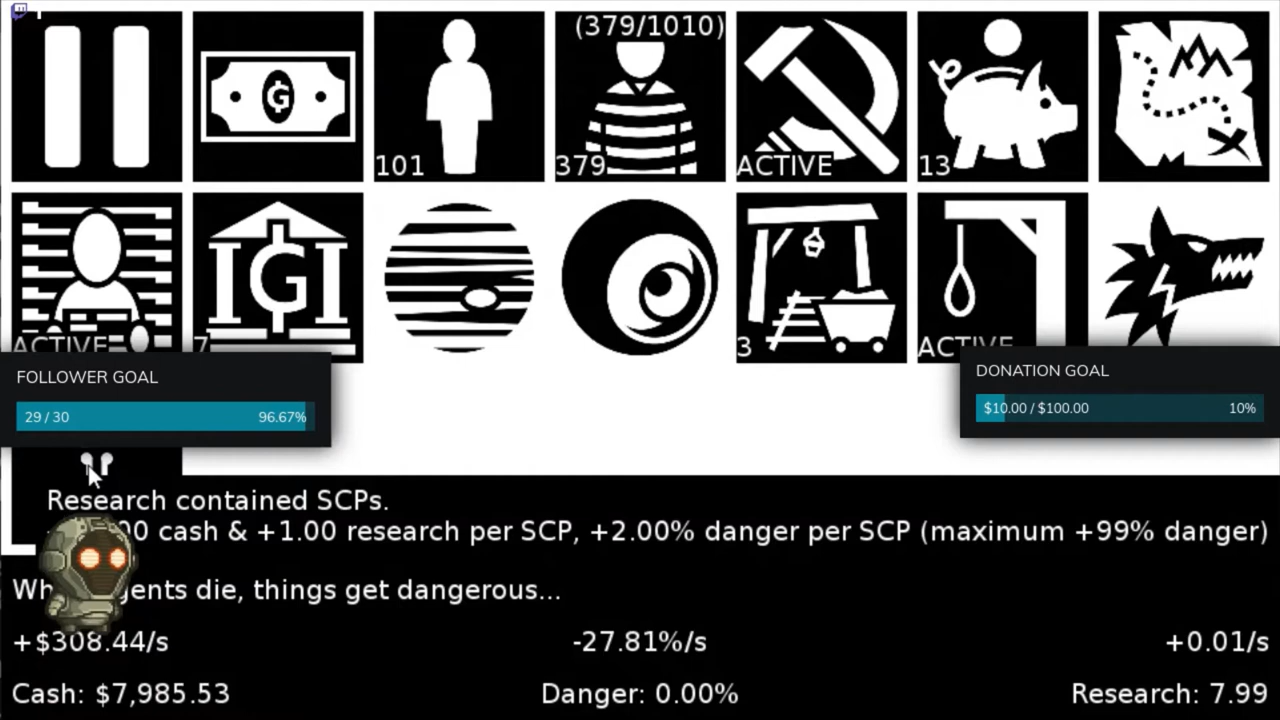 (379/1010)
101
379
ACTIVE
13
ACTIVE
7
3
ACTIVE
FOLLOWER GOAL
29 / 30
96.67%
DONATION GOAL
$10.00 / $100.00
10%
Research contained SCPs.
cash & +1.00 research per SCP, +2.00% danger per SCP (maximum +99% danger)
die, things get dangerous...
+$308.44/s
-27.81%/s
+0.01/s
Cash: $7,985.53
Danger: 0.00%
Research: 7.99